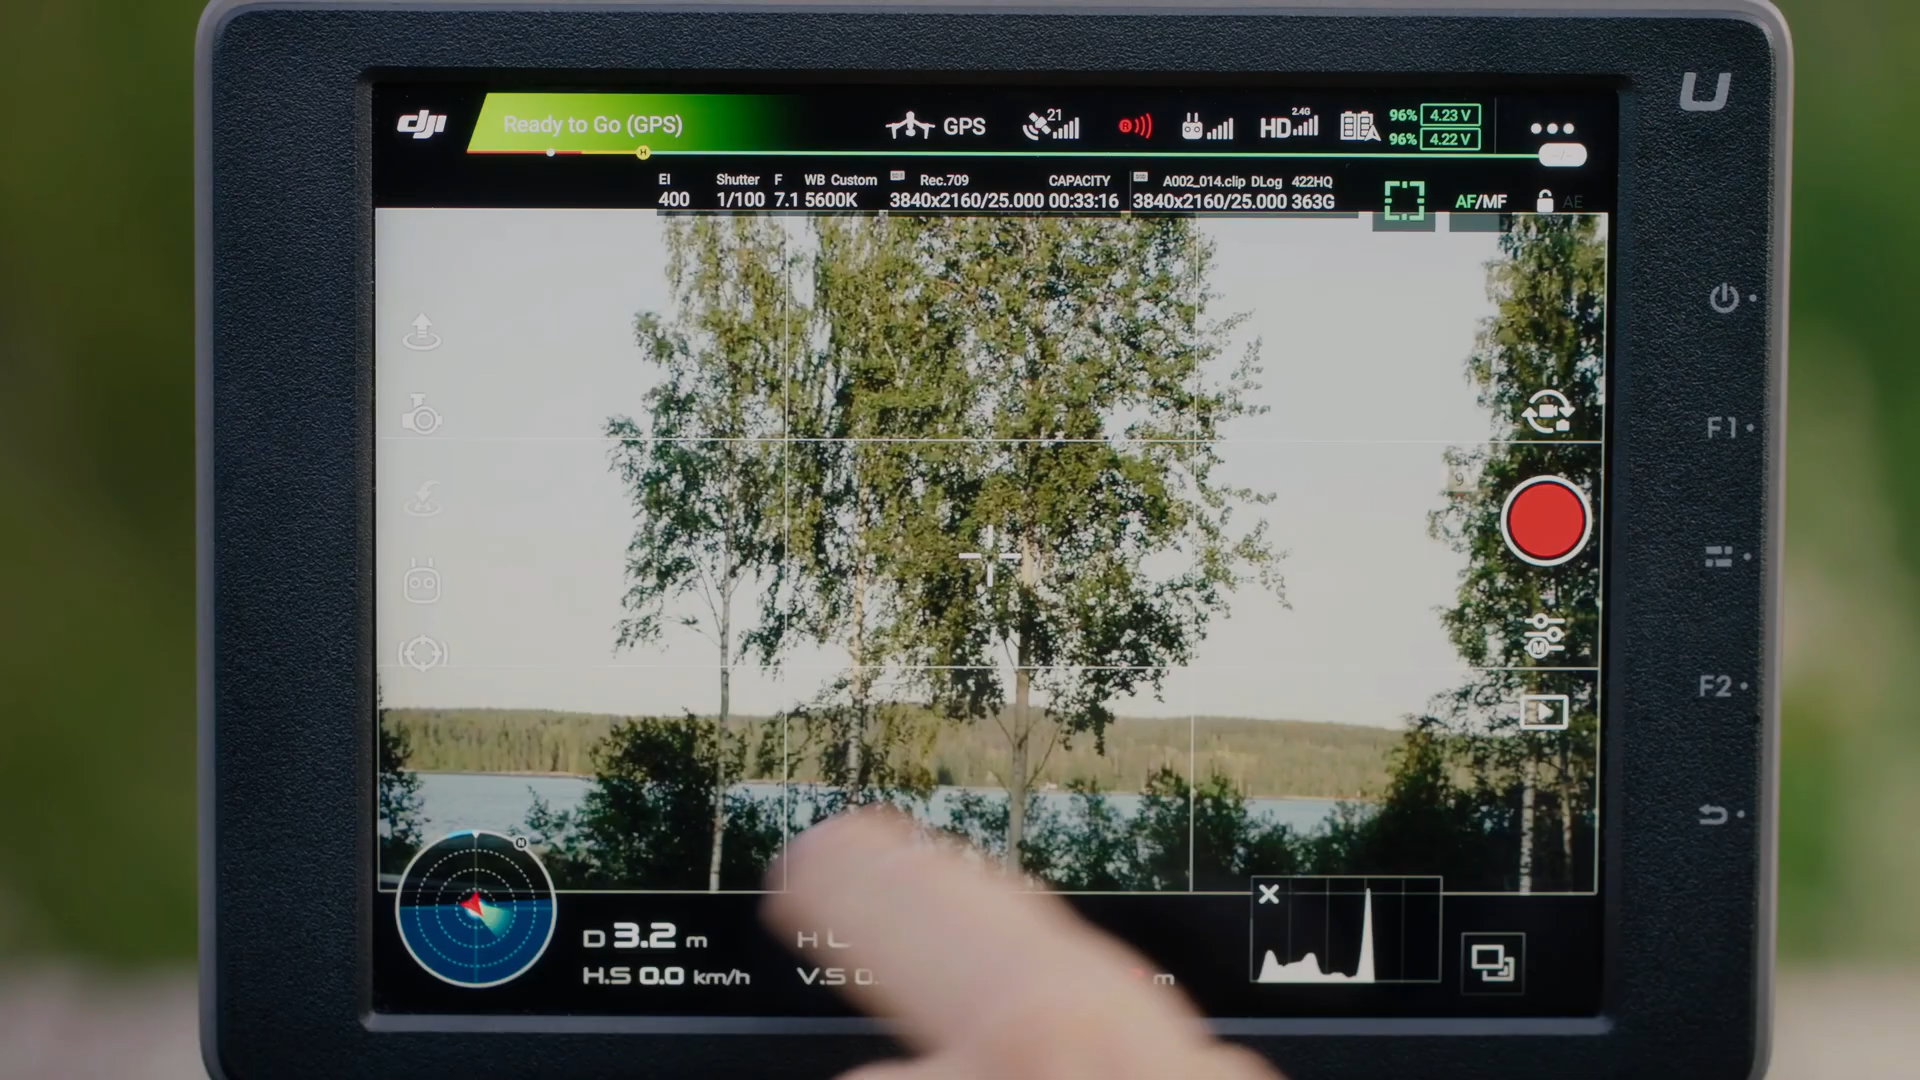 dji
Ready to Go (GPS)
GPS
21
R
HD 2.4G
96% 4.23 V
96% 4.22 V
H
EI
400
Shutter
1/100
F
7.1
WB Custom
5600K
Rec.709 CAPACITY
3840x2160/25.000 00:33:16
A002_014.clip DLog 422HQ
3840x2160/25.000 363G
AF/MF
AE
U
F1
9
M
F2
N
D 3.2 m
H
H.S 0.0 km/h
V.S 0.
m